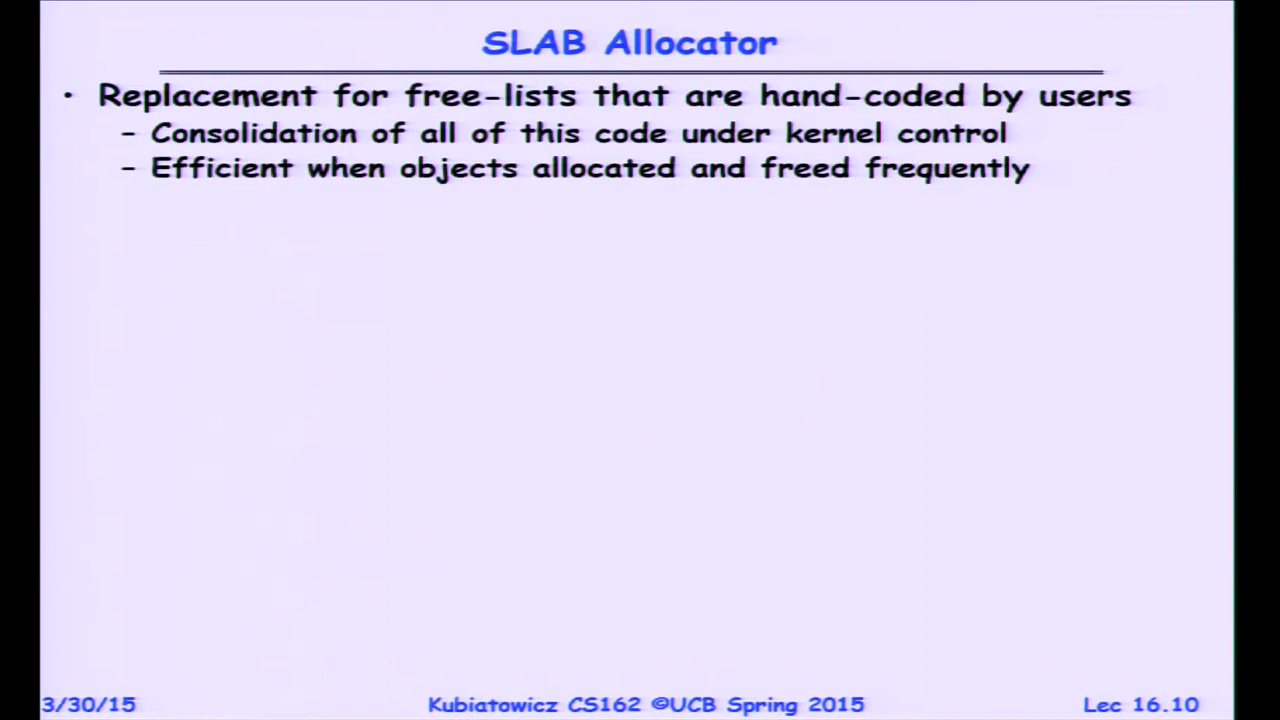 SLAB Allocator
• Replacement for free-lists that are hand-coded by users
– Consolidation of all of this code under kernel control
– Efficient when objects allocated and freed frequently
3/30/15 Kubiatowicz CS162 ©UCB Spring 2015 Lec 16.10